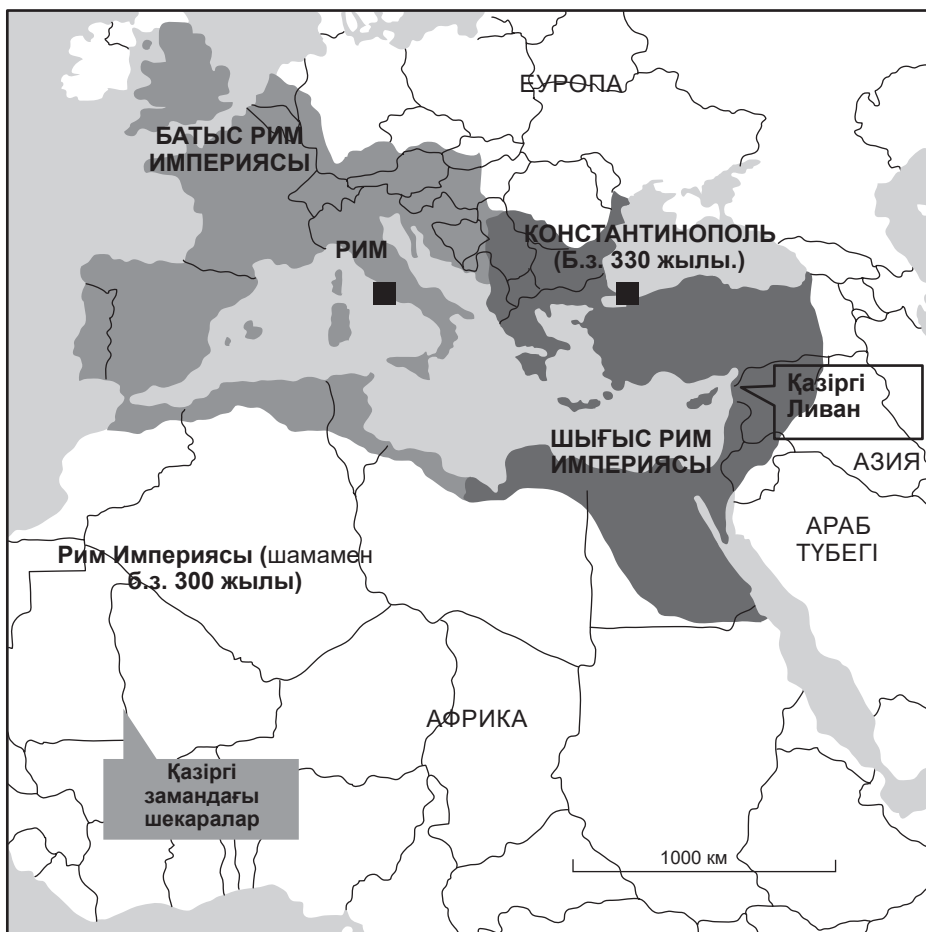 ЕУРОПА
БАТЫС РИМ
ИМПЕРИЯСЫ
РИМ
КОНСТАНТИНОПОЛЬ
(Б.з. 330 жылы.)
Қазіргі
Ливан
ШЫҒЫС РИМ
ИМПЕРИЯСЫ
АЗИЯ
АРАБ
ТҮБЕГІ
Рим Империясы (шамамен
б.з. 300 жылы)
АФРИКА
Қазіргі
замандағы
шекаралар
1000 км